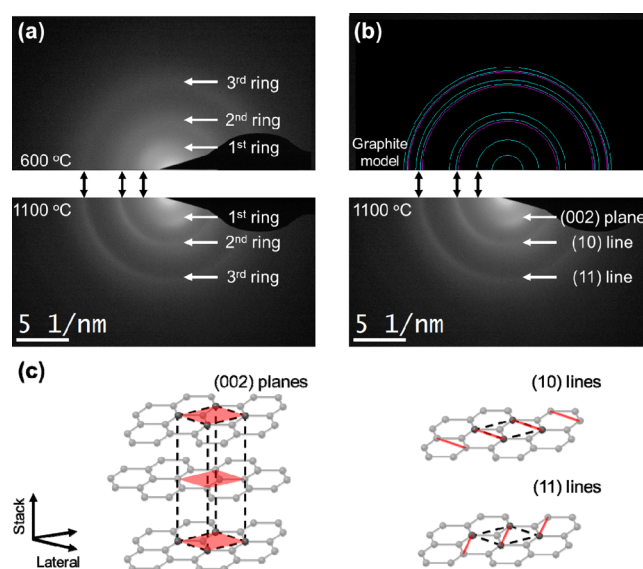 (a)
3rd ring
2nd ring
1st ring
600 °C
1100 °C
1st ring
2nd ring
3rd ring
5 1/nm
(b)
Graphite
model
1100 °C
(002) plane
(10) line
(11) line
5 1/nm
(c)
(002) planes
(10) lines
(11) lines
Stack
Lateral